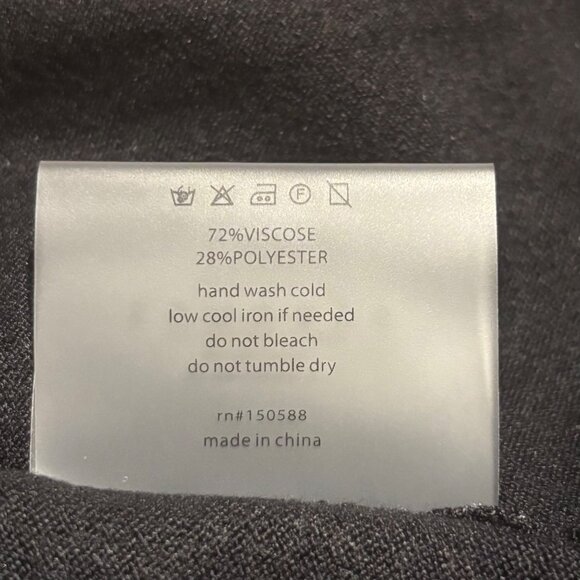 F
72%VISCOSE
28%POLYESTER
hand wash cold
low cool iron if needed
do not bleach
do not tumble dry
rn#150588
made in china